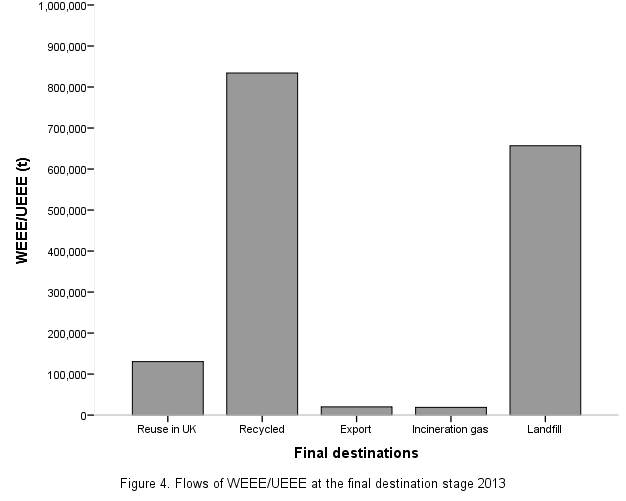 1,000,000
900,000
800,000
700,000
600,000
500,000
400,000
300,000
200,000
100,000
0
WEEE/UEEE (t)
Reuse in UK
Recycled
Export
Incineration gas
Landfill
Final destinations
Figure 4. Flows of WEEE/UEEE at the final destination stage 2013